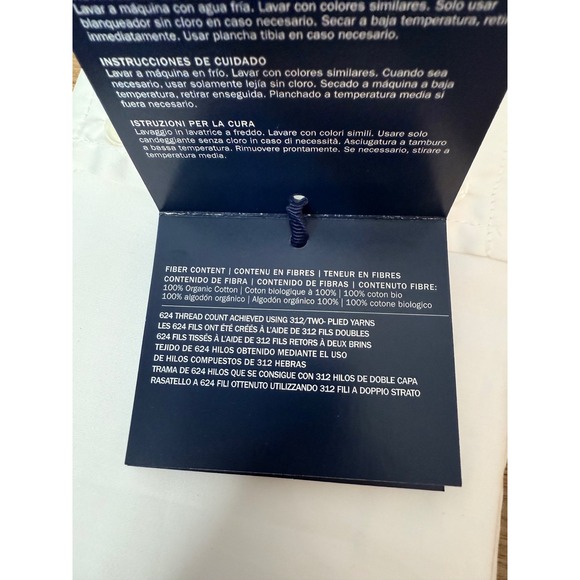 Lavar a máquina con agua fría. Lavar con colores similares. Solo usar
blanqueador sin cloro en caso necesario. Secar a baja temperatura, reti
inmediatamente. Usar plancha tibia en caso necesario.
INSTRUCCIONES DE CUIDADO
Lavar a máquina en frío. Lavar con colores similares. Cuando sea
necesario, usar solamente lejía sin cloro. Secado a máquina a baja
temperatura, retirar enseguida. Planchado a temperatura media si
fuera necesario.
ISTRUZIONI PER LA CURA
Lavaggio in lavatrice a freddo. Lavare con colori simili. Usare solo
candeggiante senza cloro in caso di necessità. Asciugatura a tamburo
a bassa temperatura. Rimuovere prontamente. Se necessario, stirare a
temperatura media.
FIBER CONTENT | CONTENU EN FIBRES | TENEUR EN FIBRES
CONTENIDO DE FIBRA | CONTENIDO DE FIBRAS | CONTENUTO FIBRE:
100% Organic Cotton | Coton biologique à 100% | 100% coton bio
100% algodón orgánico | Algodón orgánico 100% | 100% cotone biologico
624 THREAD COUNT ACHIEVED USING 312/TWO- PLIED YARNS
LES 624 FILS ONT ÉTÉ CRÉÉS À L'AIDE DE 312 FILS DOUBLES
624 FILS TISSÉS À L'AIDE DE 312 FILS RETORS À DEUX BRINS
TEJIDO DE 624 HILOS OBTENIDO MEDIANTE EL USO
DE HILOS COMPUESTOS DE 312 HEBRAS
TRAMA DE 624 HILOS QUE SE CONSIGUE CON 312 HILOS DE DOBLE CAPA
RASATELLO A 624 FILI OTTENUTO UTILIZZANDO 312 FILI A DOPPIO STRATO